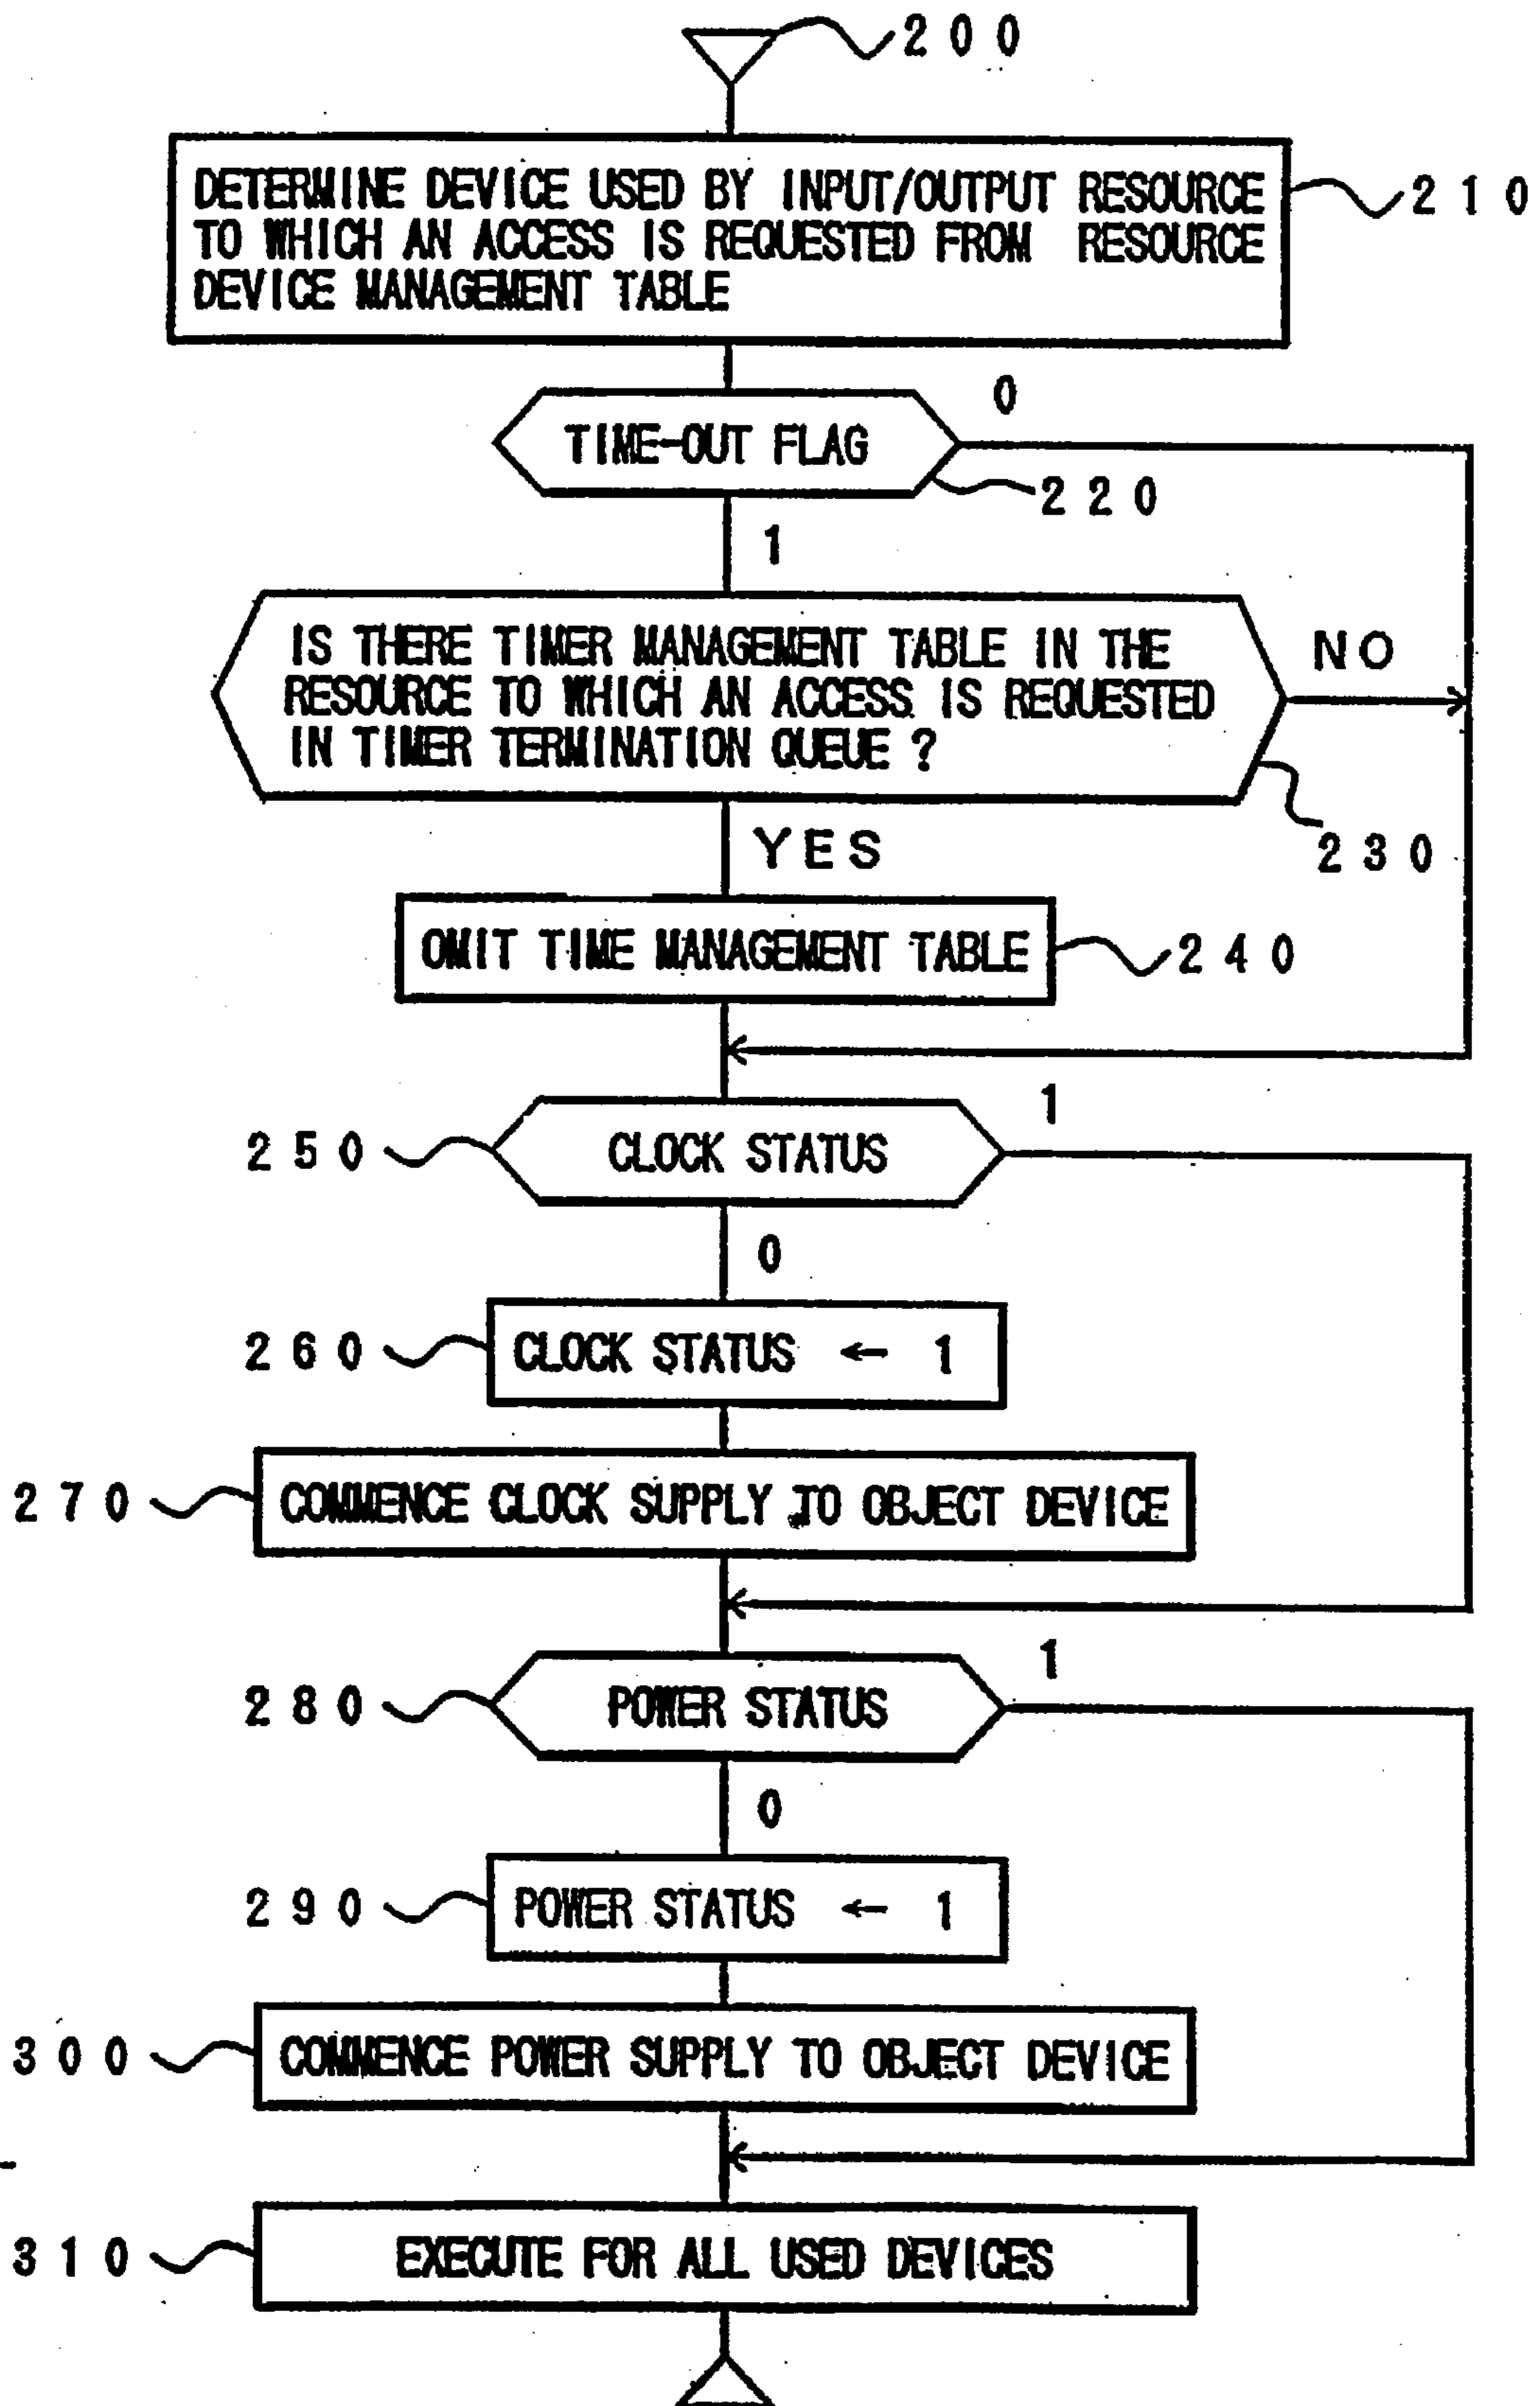 200
DETERMINE DEVICE USED BY INPUT/OUTPUT RESOURCE
TO WHICH AN ACCESS IS REQUESTED FROM RESOURCE
DEVICE MANAGEMENT TABLE
210
0
TIME-OUT FLAG
220
1
IS THERE TIMER MANAGEMENT TABLE IN THE
RESOURCE TO WHICH AN ACCESS IS REQUESTED
IN TIMER TERMINATION QUEUE ?
NO
230
YES
OMIT TIME MANAGEMENT TABLE
240
1
250
CLOCK STATUS
0
260
CLOCK STATUS ← 1
270
COMMENCE CLOCK SUPPLY TO OBJECT DEVICE
1
280
POWER STATUS
0
290
POWER STATUS ← 1
300
COMMENCE POWER SUPPLY TO OBJECT DEVICE
310
EXECUTE FOR ALL USED DEVICES